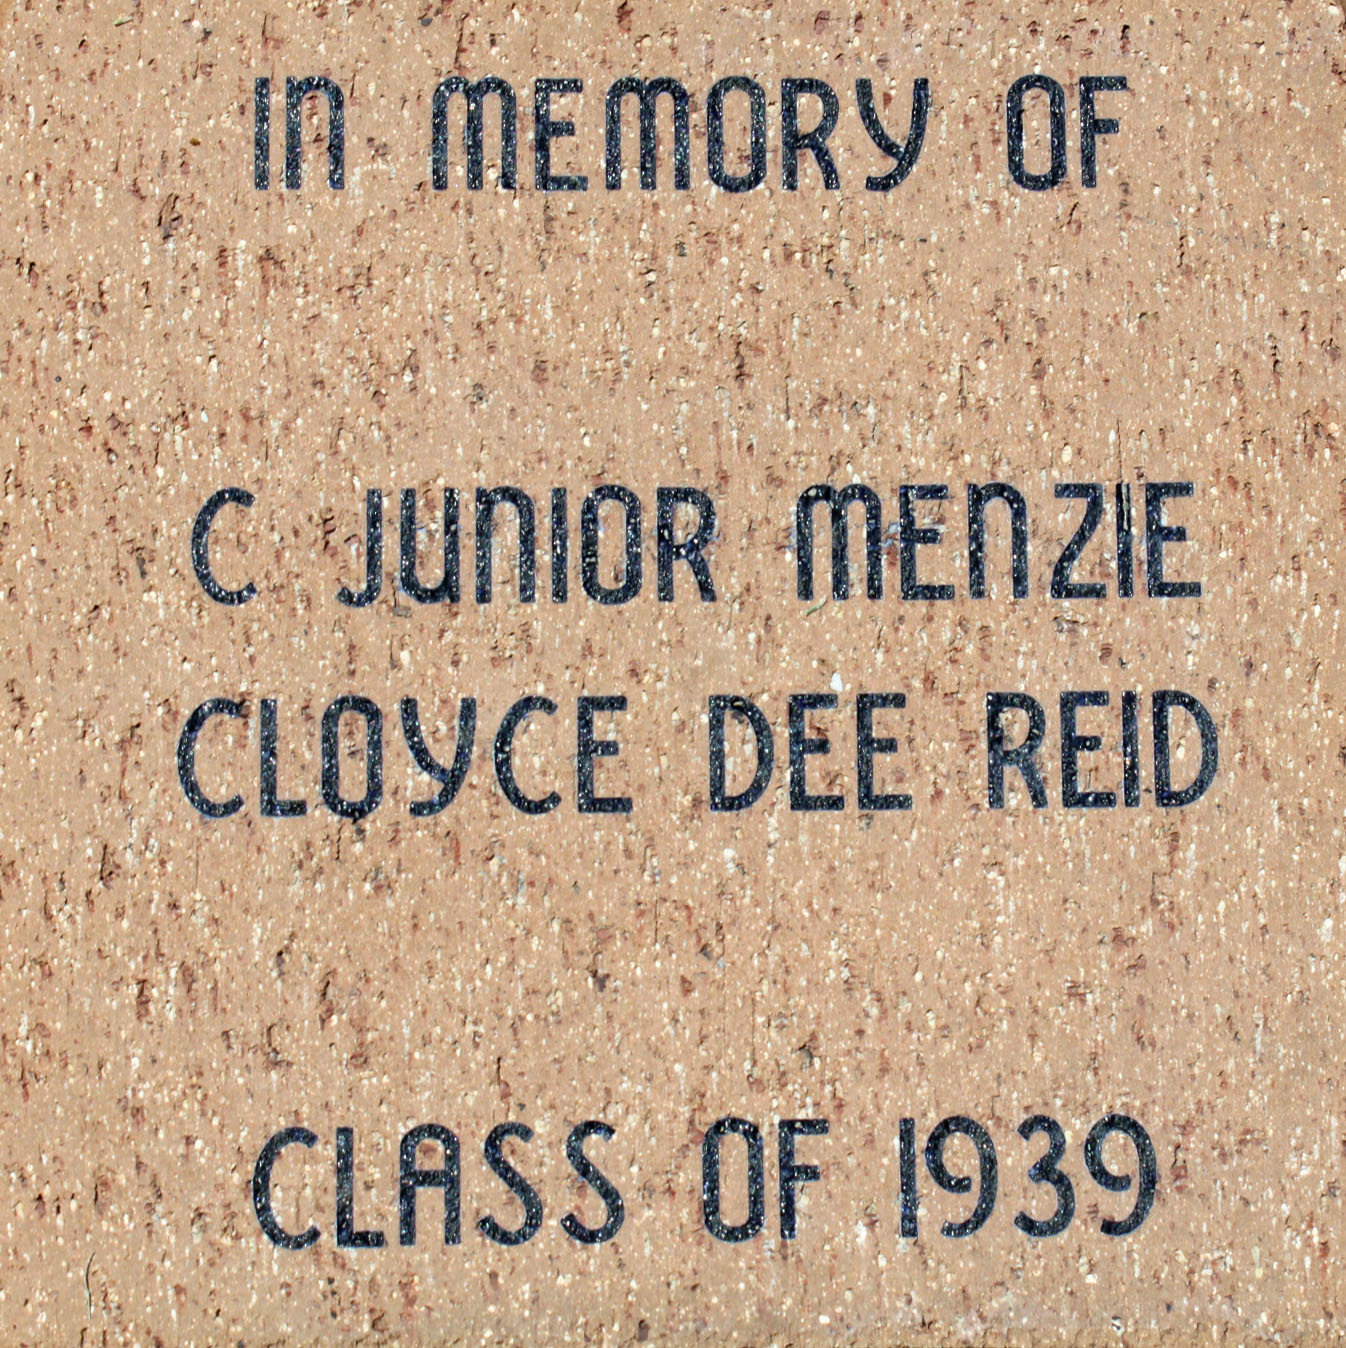 IN MEMORY OF
C JUNIOR MENZIE
CLOYCE DEE REID
CLASS OF 1939